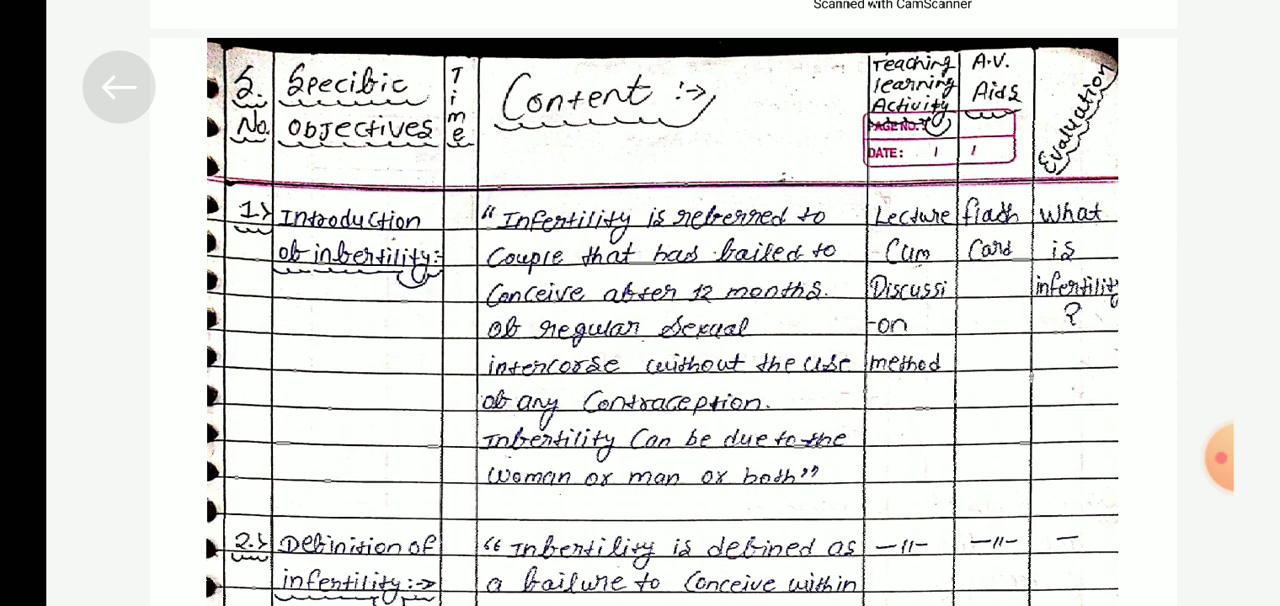 Scanned with CamScanner
S. No. Specific objectives Time Content :→ Teaching learning Activity A.V. Aids Evaluation
PAGE NO.:
DATE: / /
1> Introduction "Infertility is referred to Lecture flash What
of infertility:- Couple that has failed to Cum Card is
Conceive after 12 months. Discussi infertility
of regular Sexual -on ?
intercorse without the use method
of any Contraception.
Infertility Can be due to the
woman or man or both"
2.> Definition of "Infertility is defined as —11— —11— —
infertility:→ a failure to Conceive within